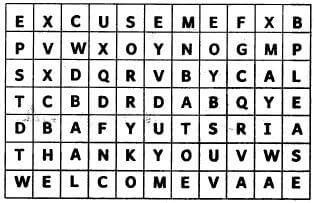 E X C U S E M E F X B
P V W X O Y N O G M P
S X D Q R V B Y C A L
T C B D R D A B Q Y E
D B A F Y U T S R I A
T H A N K Y O U V W S
W E L C O M E V A A E